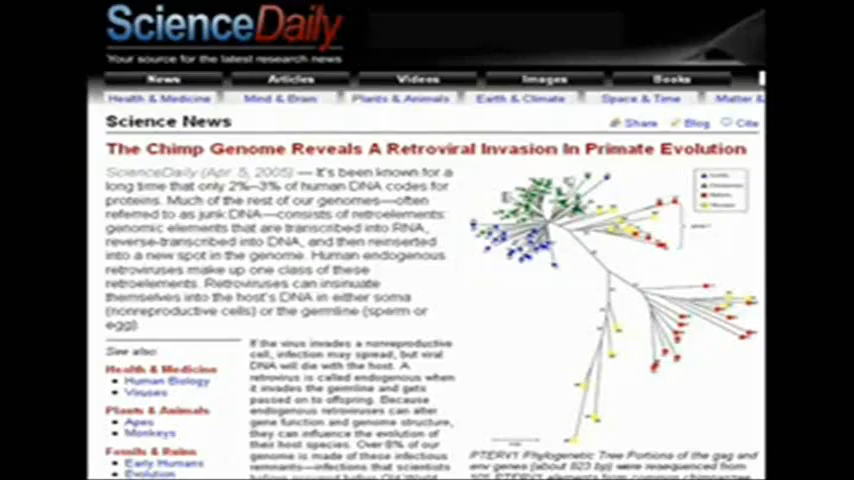 ScienceDaily
Your source for the latest research news
News Articles Videos Images Books
Health & Medicine Mind & Brain Plants & Animals Earth & Climate Space & Time Matter &
Science News
Share Blog Cite
The Chimp Genome Reveals A Retroviral Invasion In Primate Evolution
ScienceDaily (Apr. 5, 2005) — It's been known for a
long time that only 2%–3% of human DNA codes for
proteins. Much of the rest of our genomes—often
referred to as junk DNA—consists of retroelements:
genomic elements that are transcribed into RNA,
reverse-transcribed into DNA, and then reinserted
into a new spot in the genome. Human endogenous
retroviruses make up one class of these
retroelements. Retroviruses can insinuate
themselves into the host's DNA in either soma
(nonreproductive cells) or the germline (sperm or
egg).
See also
Health & Medicine
Human Biology
Viruses
Plants & Animals
Apes
Monkeys
Fossils & Ruins
Early Humans
Evolution
If the virus invades a nonreproductive
cell, infection may spread, but viral
DNA will die with the host. A
retrovirus is called endogenous when
it invades the germline and gets
passed on to offspring. Because
endogenous retroviruses can alter
gene function and genome structure,
they can influence the evolution of
their host species. Over 8% of our
genome is made of these infectious
remnants—infections that scientists
PTERV1 Phylogenetic Tree Portions of the gag and
env genes (about 823 bp) were resequenced from